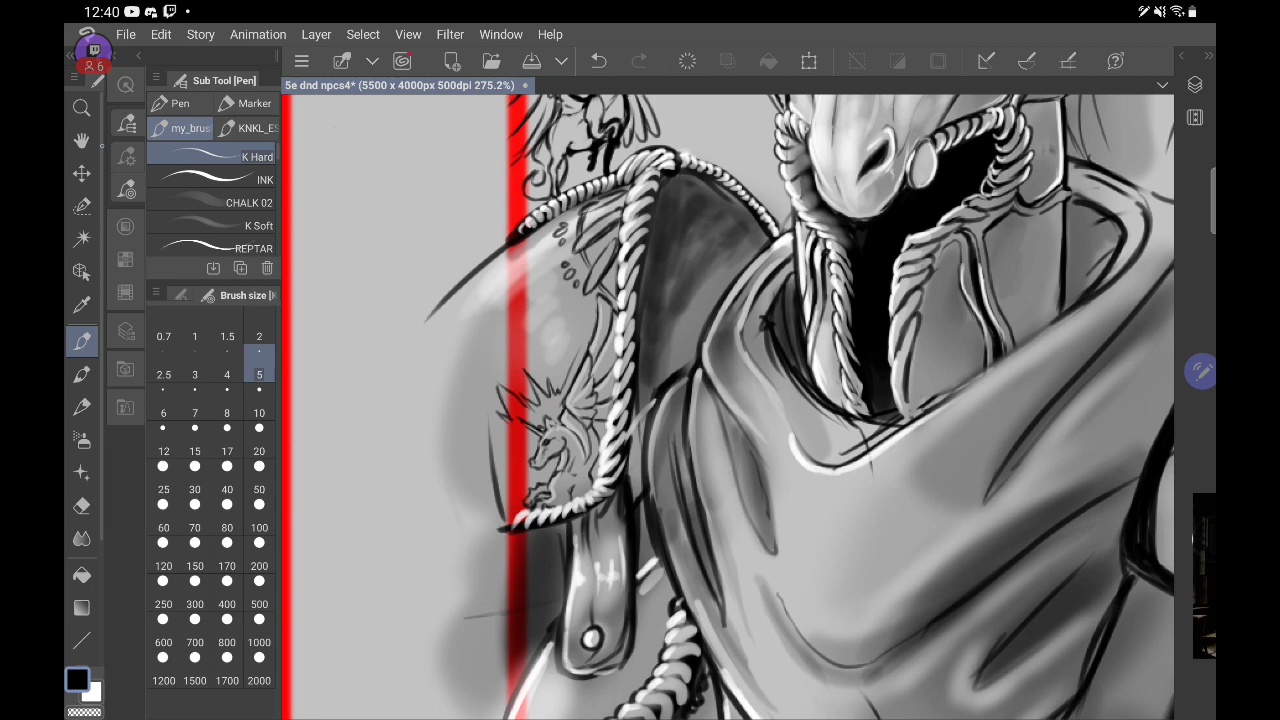 12:40
File Edit Story Animation Layer Select View Filter Window Help
6
Sub Tool [Pen]
5e dnd npcs4* (5500 x 4000px 500dpi 275.2%)
Pen Marker
my_brus KNKL_ES
K Hard
INK
CHALK 02
K Soft
REPTAR
Brush size [K
0.7 1 1.5 2
2.5 3 4 5
6 7 8 10
12 15 17 20
25 30 40 50
60 70 80 100
120 150 170 200
250 300 400 500
600 700 800 1000
1200 1500 1700 2000